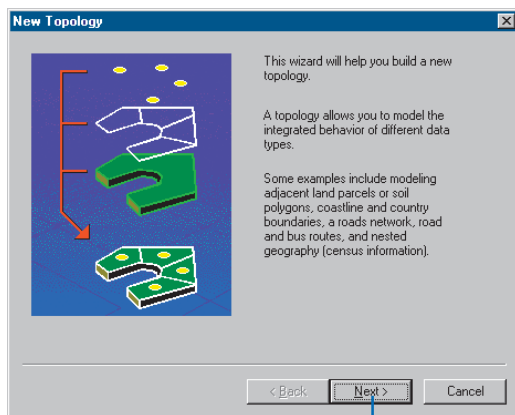 New Topology
This wizard will help you build a new
topology.
A topology allows you to model the
integrated behavior of different data
types.
Some examples include modeling
adjacent land parcels or soil
polygons, coastline and country
boundaries, a roads network, road
and bus routes, and nested
geography (census information).
< Back
Next >
Cancel